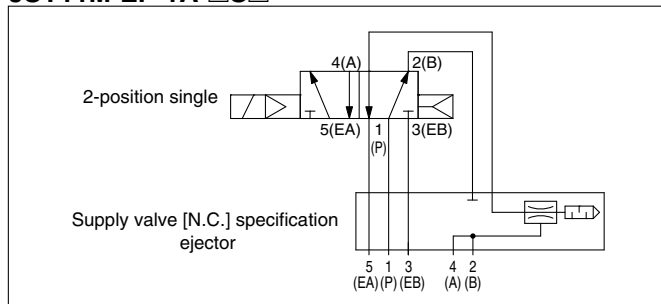 4(A) 2(B)
2-position single
5(EA) 1 3(EB)
(P)
Supply valve [N.C.] specification
ejector
5 1 3 4 2
(EA) (P) (EB) (A) (B)